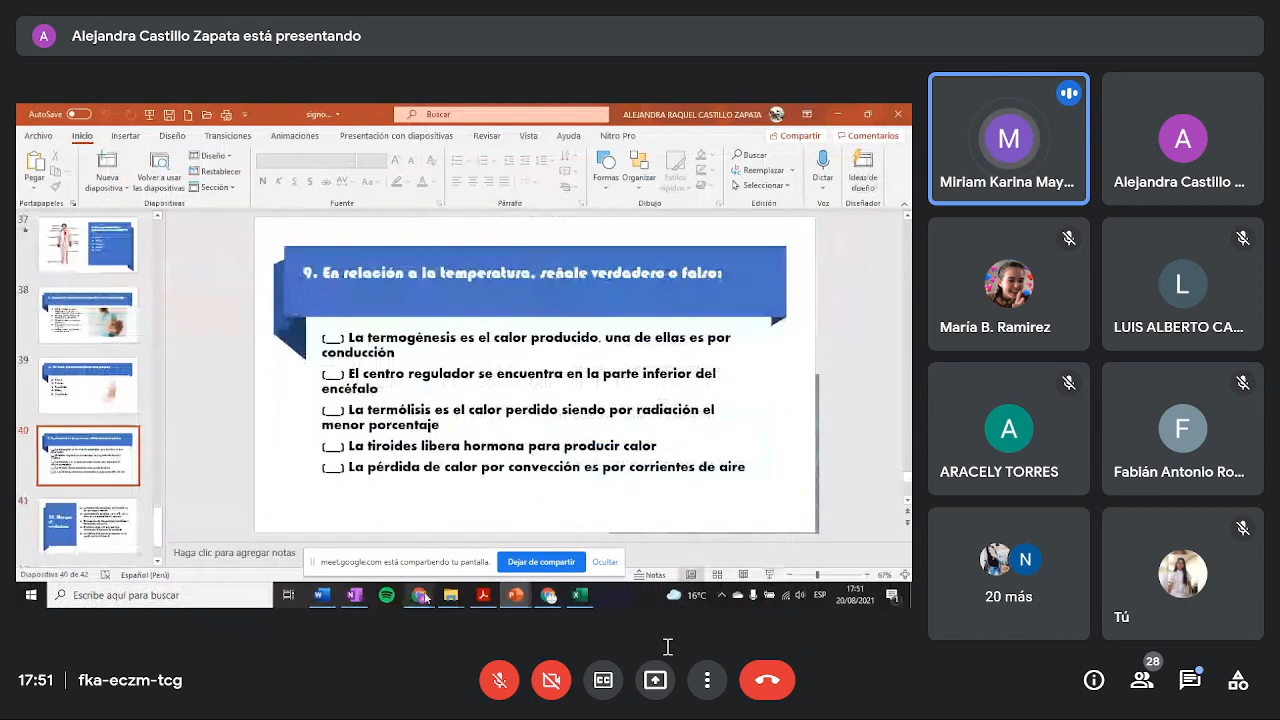 A Alejandra Castillo Zapata está presentando
AutoSave
signo...
Buscar
ALEJANDRA RAQUEL CASTILLO ZAPATA
Archivo Inicio Insertar Diseño Transiciones Animaciones Presentación con diapositivas Revisar Vista Ayuda Nitro Pro Compartir Comentarios
Pegar
Nueva diapositiva
Volver a usar las diapositivas
Diseño
Restablecer
Sección
N K S
Aa
Formas
Organizar
Estilos rápidos
Buscar
Reemplazar
Seleccionar
Dictar
Ideas de diseño
Portapapeles Diapositivas Fuente Párrafo Dibujo Edición Voz Diseñador
37
38
39
40
41
9. En relación a la temperatura, señale verdadero o falso:
(__) La termogénesis es el calor producido, una de ellas es por
conducción
(__) El centro regulador se encuentra en la parte inferior del
encéfalo
(__) La termólisis es el calor perdido siendo por radiación el
menor porcentaje
(__) La tiroides libera hormona para producir calor
(__) La pérdida de calor por convección es por corrientes de aire
Haga clic para agregar notas
meet.google.com está compartiendo tu pantalla. Dejar de compartir Ocultar
Diapositiva 40 de 42 Español (Perú) Notas 67%
Escribe aquí para buscar
16°C
ESP
17:51
20/08/2021
M
Miriam Karina May...
A
Alejandra Castillo ...
María B. Ramirez
L
LUIS ALBERTO CA...
A
ARACELY TORRES
F
Fabián Antonio Ro...
N
20 más
Tú
17:51 fka-eczm-tcg
28